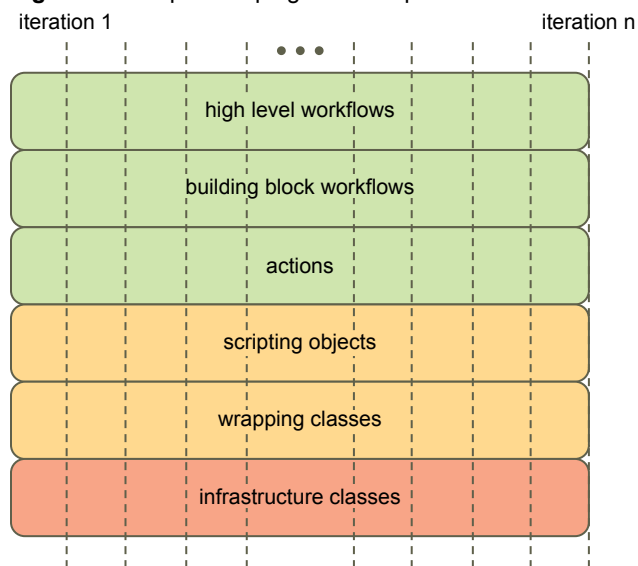 iteration 1
iteration n
...
high level workflows
building block workflows
actions
scripting objects
wrapping classes
infrastructure classes